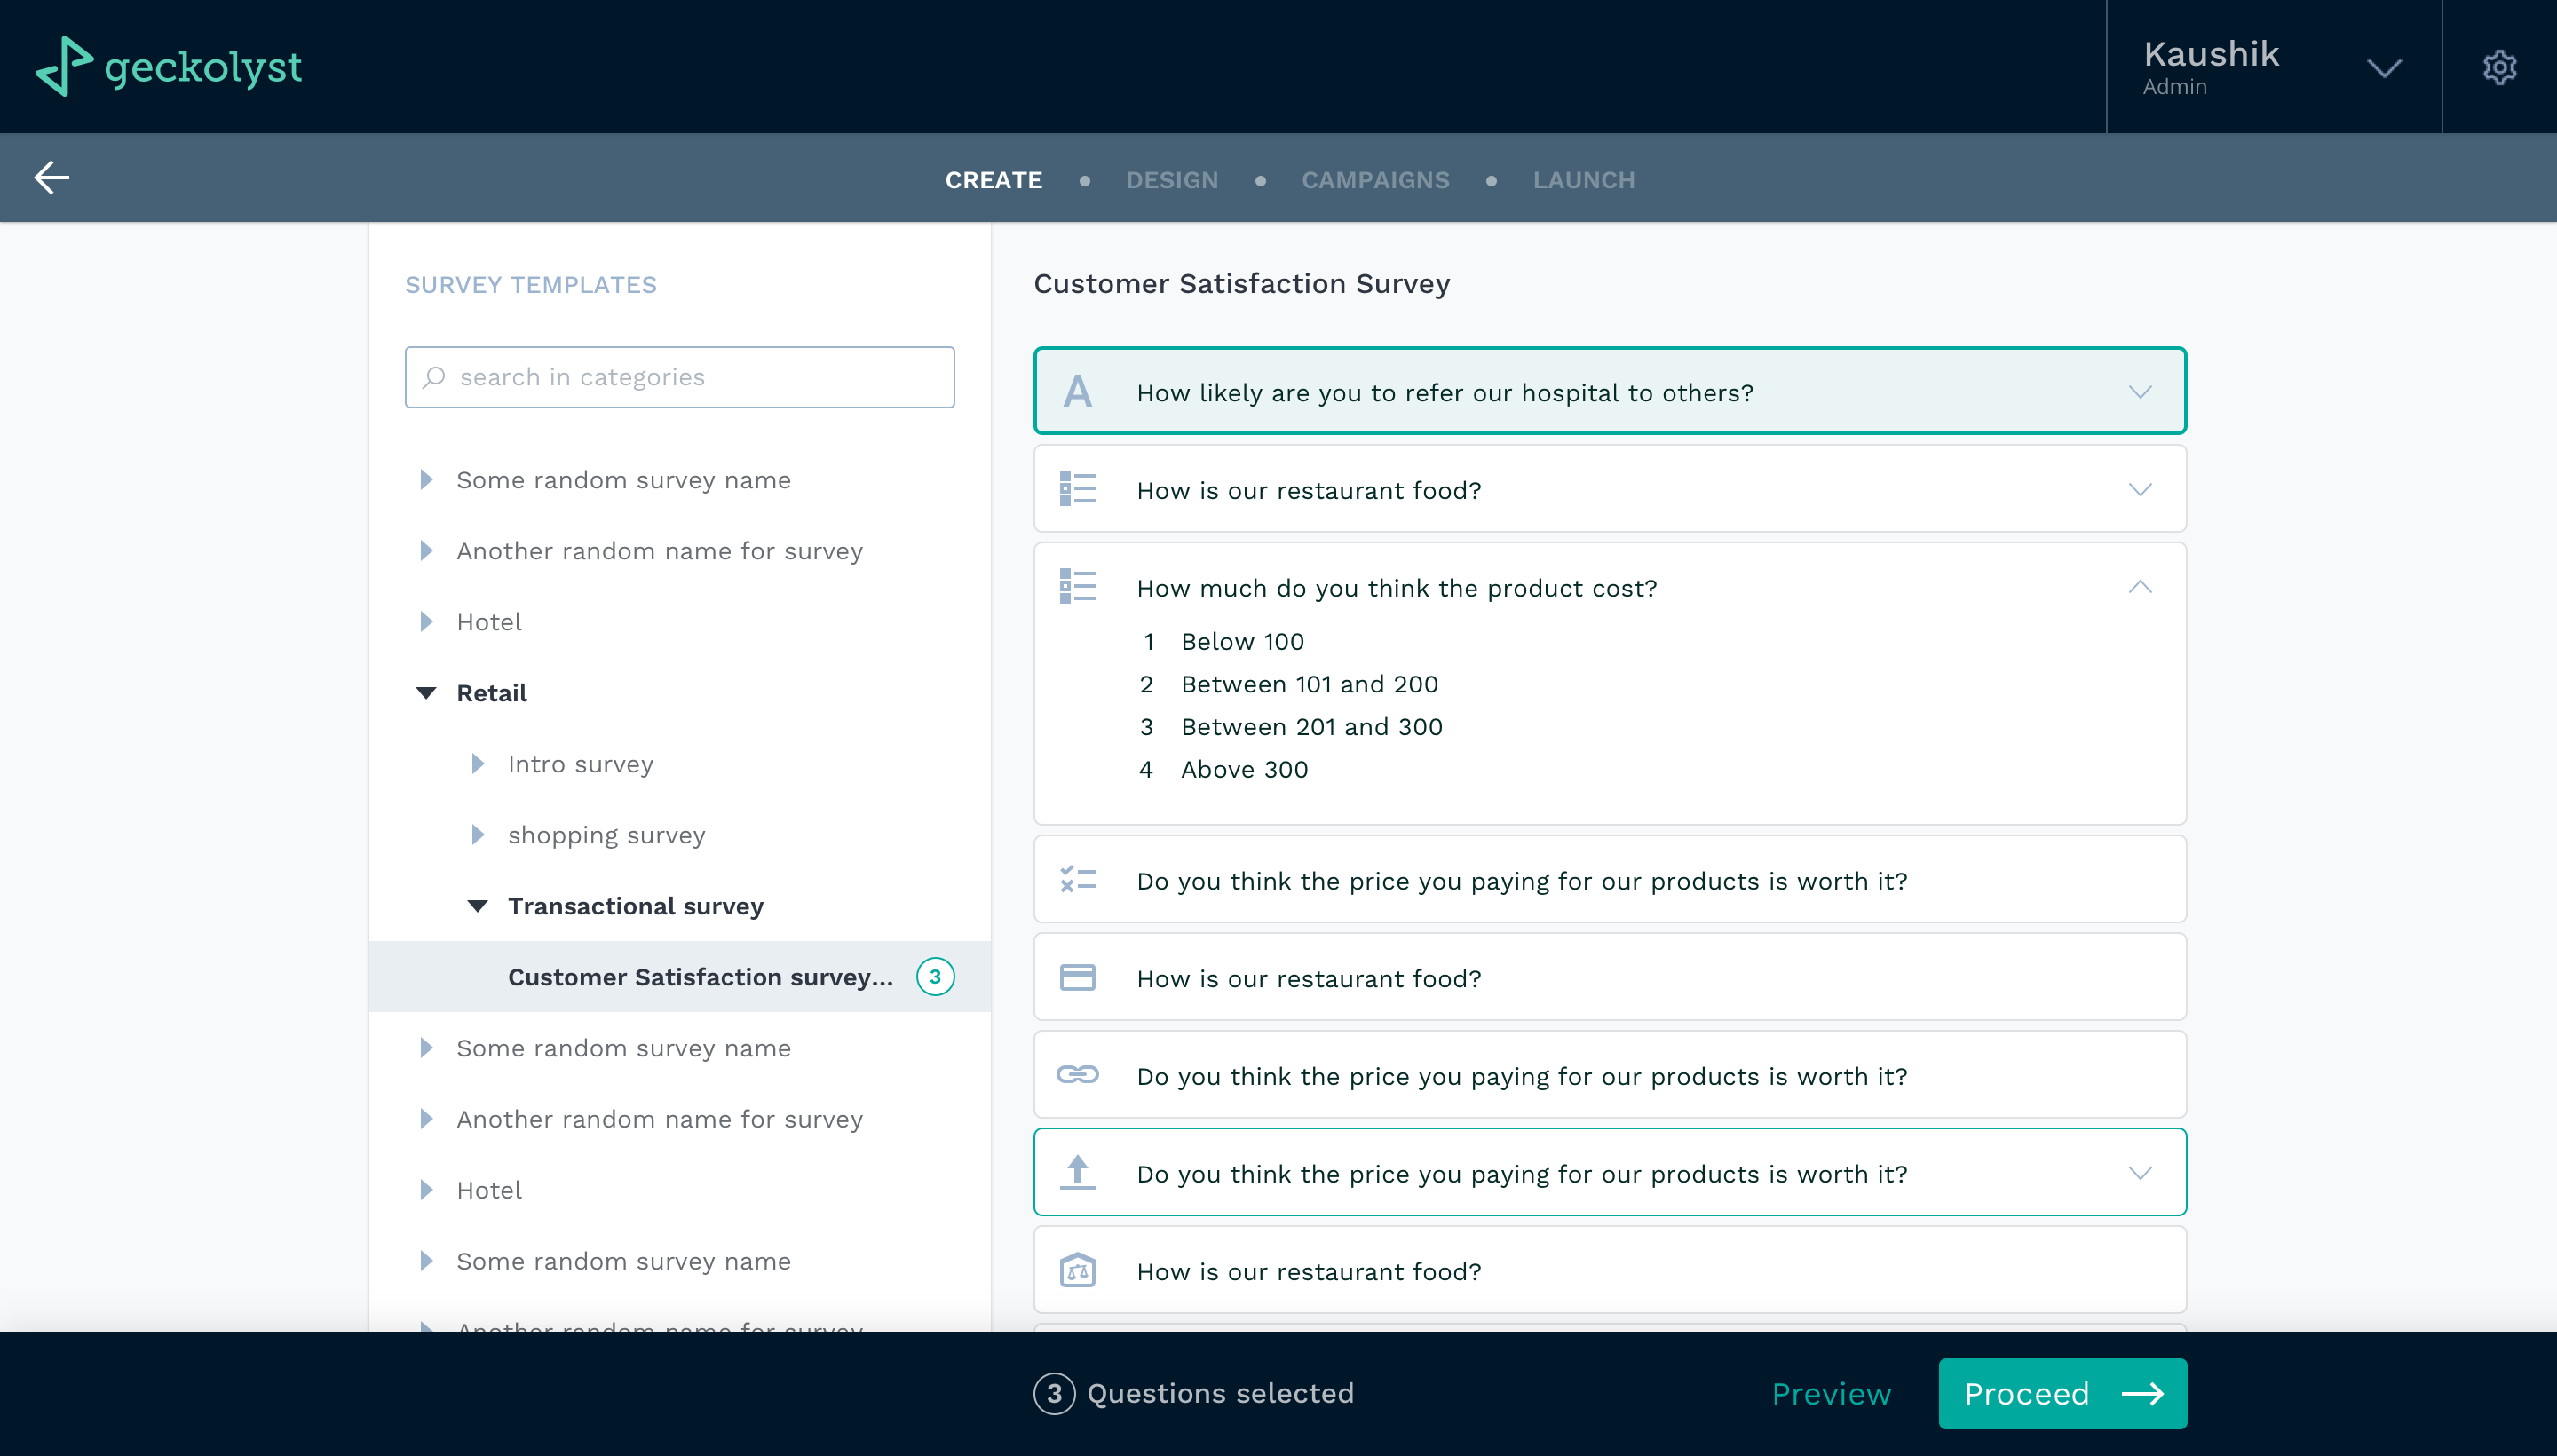 geckolyst
Kaushik
Admin
CREATE • DESIGN • CAMPAIGNS • LAUNCH
SURVEY TEMPLATES
search in categories
Some random survey name
Another random name for survey
Hotel
Retail
Intro survey
shopping survey
Transactional survey
Customer Satisfaction survey... 3
Some random survey name
Another random name for survey
Hotel
Some random survey name
Another random name for survey
Customer Satisfaction Survey
A How likely are you to refer our hospital to others?
How is our restaurant food?
How much do you think the product cost?
1 Below 100
2 Between 101 and 200
3 Between 201 and 300
4 Above 300
Do you think the price you paying for our products is worth it?
How is our restaurant food?
Do you think the price you paying for our products is worth it?
Do you think the price you paying for our products is worth it?
How is our restaurant food?
3 Questions selected
Preview
Proceed